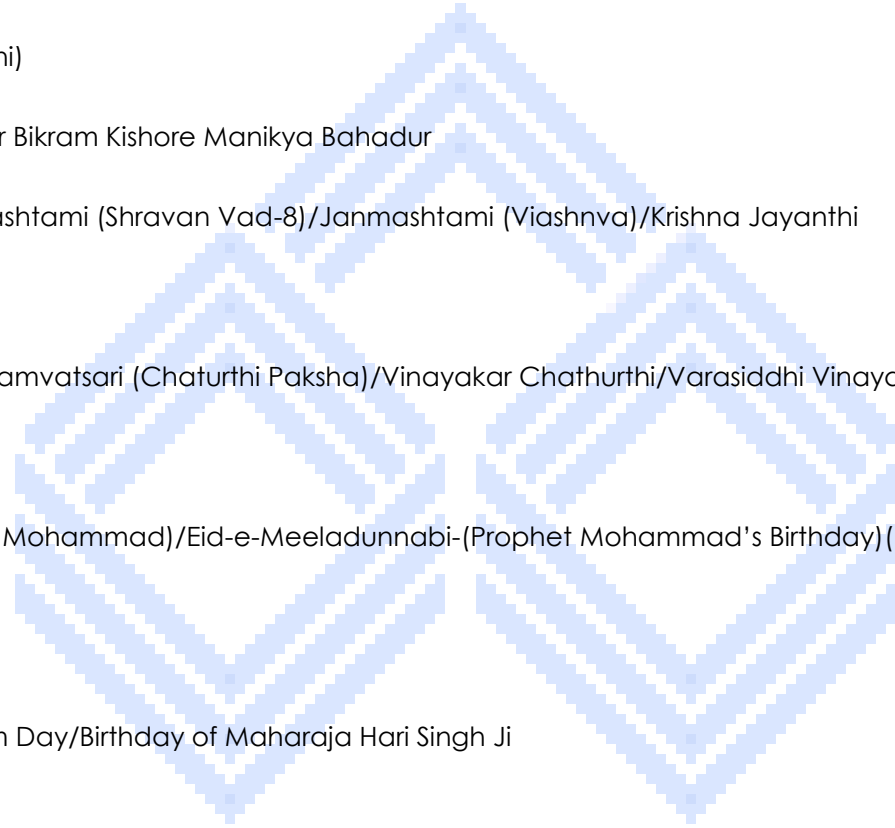 ni)
r Bikram Kishore Manikya Bahadur
ashtami (Shravan Vad-8)/Janmashtami (Viashnva)/Krishna Jayanthi
amvatsari (Chaturthi Paksha)/Vinayakar Chathurthi/Varasiddhi Vinaya
Mohammad)/Eid-e-Meeladunnabi-(Prophet Mohammad’s Birthday)(
Day/Birthday of Maharaja Hari Singh Ji